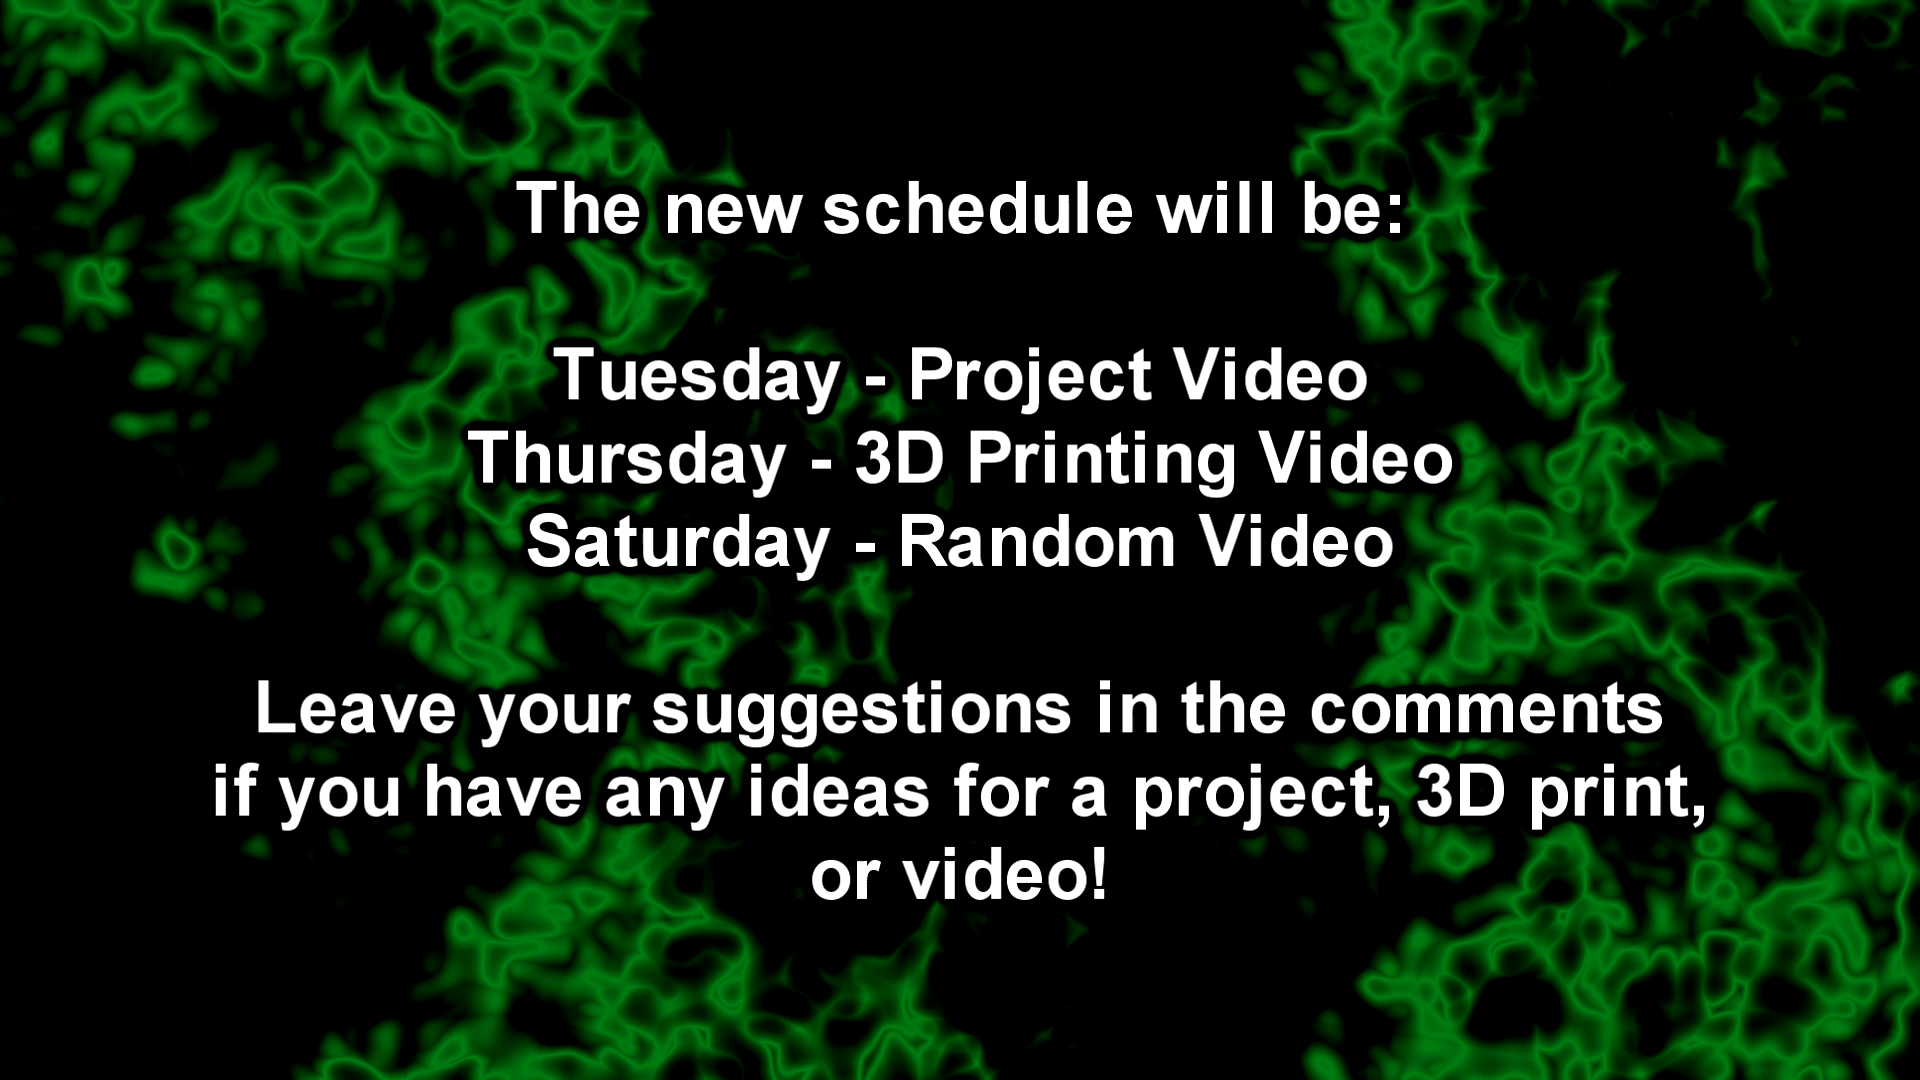 The new schedule will be:
Tuesday - Project Video
Thursday - 3D Printing Video
Saturday - Random Video
Leave your suggestions in the comments
if you have any ideas for a project, 3D print,
or video!